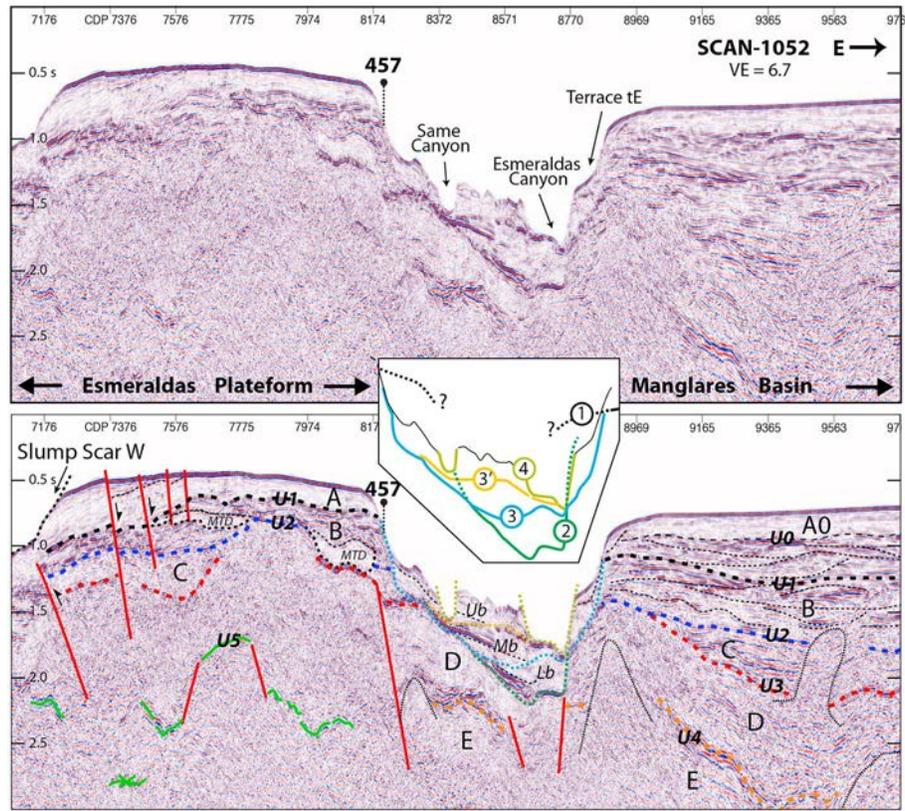 7176 CDP 7376 7576 7775 7974 8174 8372 8571 8770 8969 9165 9365 9563 976
SCAN-1052 E
VE = 6.7
457
0.5 s
Terrace tE
Same
Canyon
Esmeraldas
Canyon
1.0
1.5
2.0
2.5
Esmeraldas Plateform
Manglares Basin
7176 CDP 7376 7576 7775 7974 817 8969 9165 9365 9563 976
Slump Scar W
0.5 s
457
? ? 1
3' 4
3 2
U1 A
MTD U2 B
MTD
A0
U0
1.0
C
U1
B
1.5
Ub
U2
U5
Mb
C
D
Lb
U3
2.0
D
E
U4
2.5
E